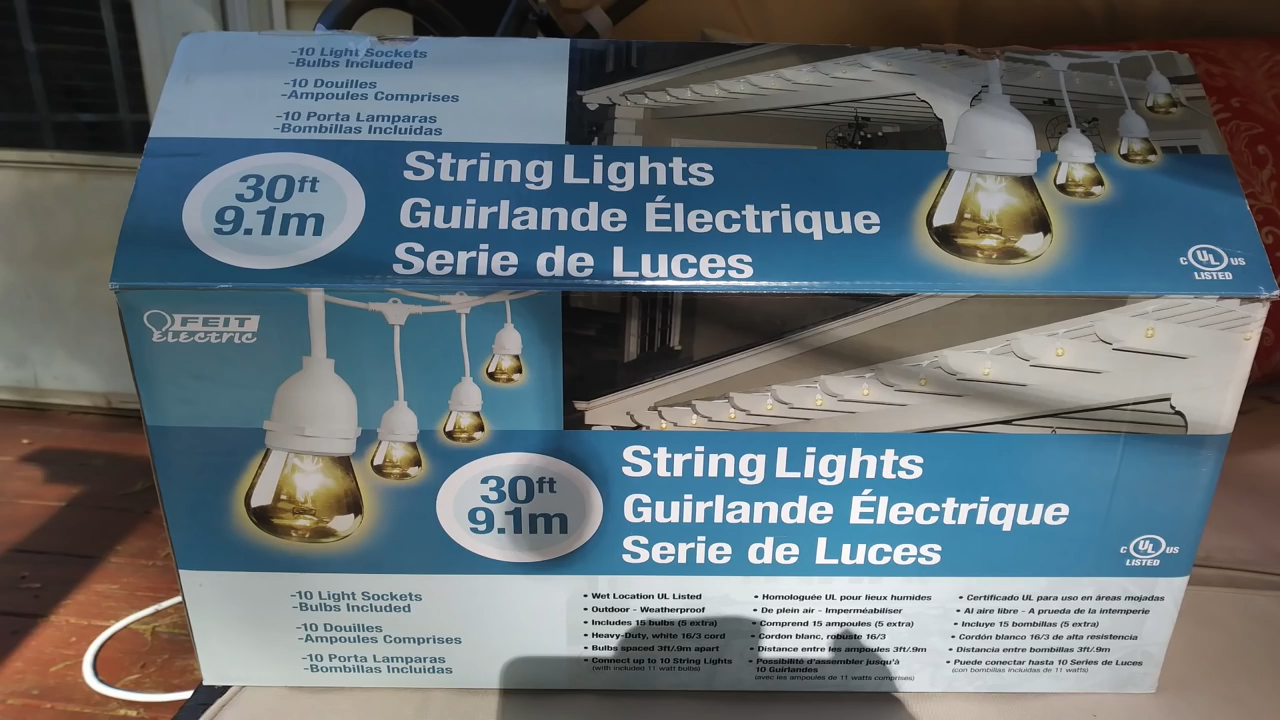 -10 Light Sockets
-Bulbs Included
-10 Douilles
-Ampoules Comprises
-10 Porta Lamparas
-Bombillas Incluidas
30ft
9.1m
String Lights
Guirlande Électrique
Serie de Luces
C UL US
LISTED
FEIT
ELECTRIC
30ft
9.1m
String Lights
Guirlande Électrique
Serie de Luces
C UL US
LISTED
-10 Light Sockets
-Bulbs Included
-10 Douilles
-Ampoules Comprises
-10 Porta Lamparas
-Bombillas Incluidas
• Wet Location UL Listed
• Outdoor - Weatherproof
• Includes 15 bulbs (5 extra)
• Heavy-Duty, white 16/3 cord
• Bulbs spaced 3ft/.9m apart
• Connect up to 10 String Lights
(with included 11 watt bulbs)
• Homologuée UL pour lieux humides
• De plein air - Imperméabiliser
• Comprend 15 ampoules (5 extra)
• Cordon blanc, robuste 16/3
• Distance entre les ampoules 3ft/.9m
• Possibilité d'assembler jusqu'à
10 Guirlandes
(avec les ampoules de 11 watts comprises)
• Certificado UL para uso en áreas mojadas
• Al aire libre - A prueda de la intemperie
• Incluye 15 bombillas (5 extra)
• Cordón blanco 16/3 de alta resistencia
• Distancia entre bombillas 3ft/.9m
• Puede conectar hasta 10 Series de Luces
(con bombillas incluidas de 11 watts)